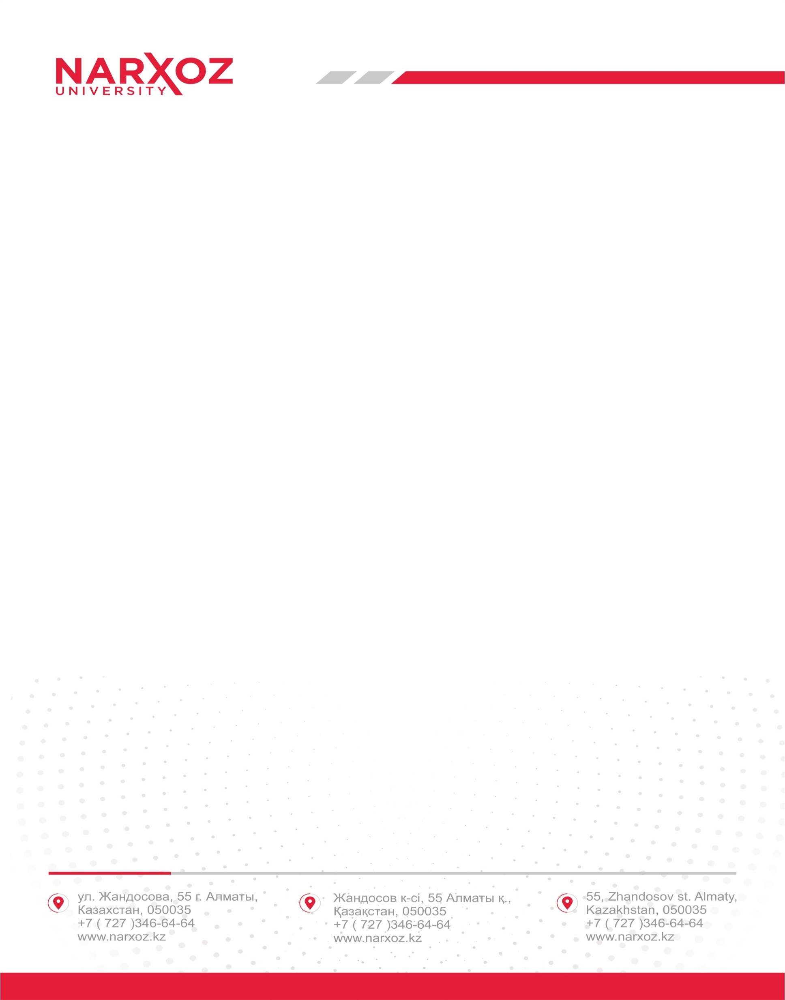 NARXOZ
UNIVERSITY
ул. Жандосова, 55 г. Алматы,
Казахстан, 050035
+7 ( 727 )346-64-64
www.narxoz.kz
Жандосов к-сі, 55 Алматы қ.,
Қазақстан, 050035
+7 ( 727 )346-64-64
www.narxoz.kz
55, Zhandosov st. Almaty,
Kazakhstan, 050035
+7 ( 727 )346-64-64
www.narxoz.kz